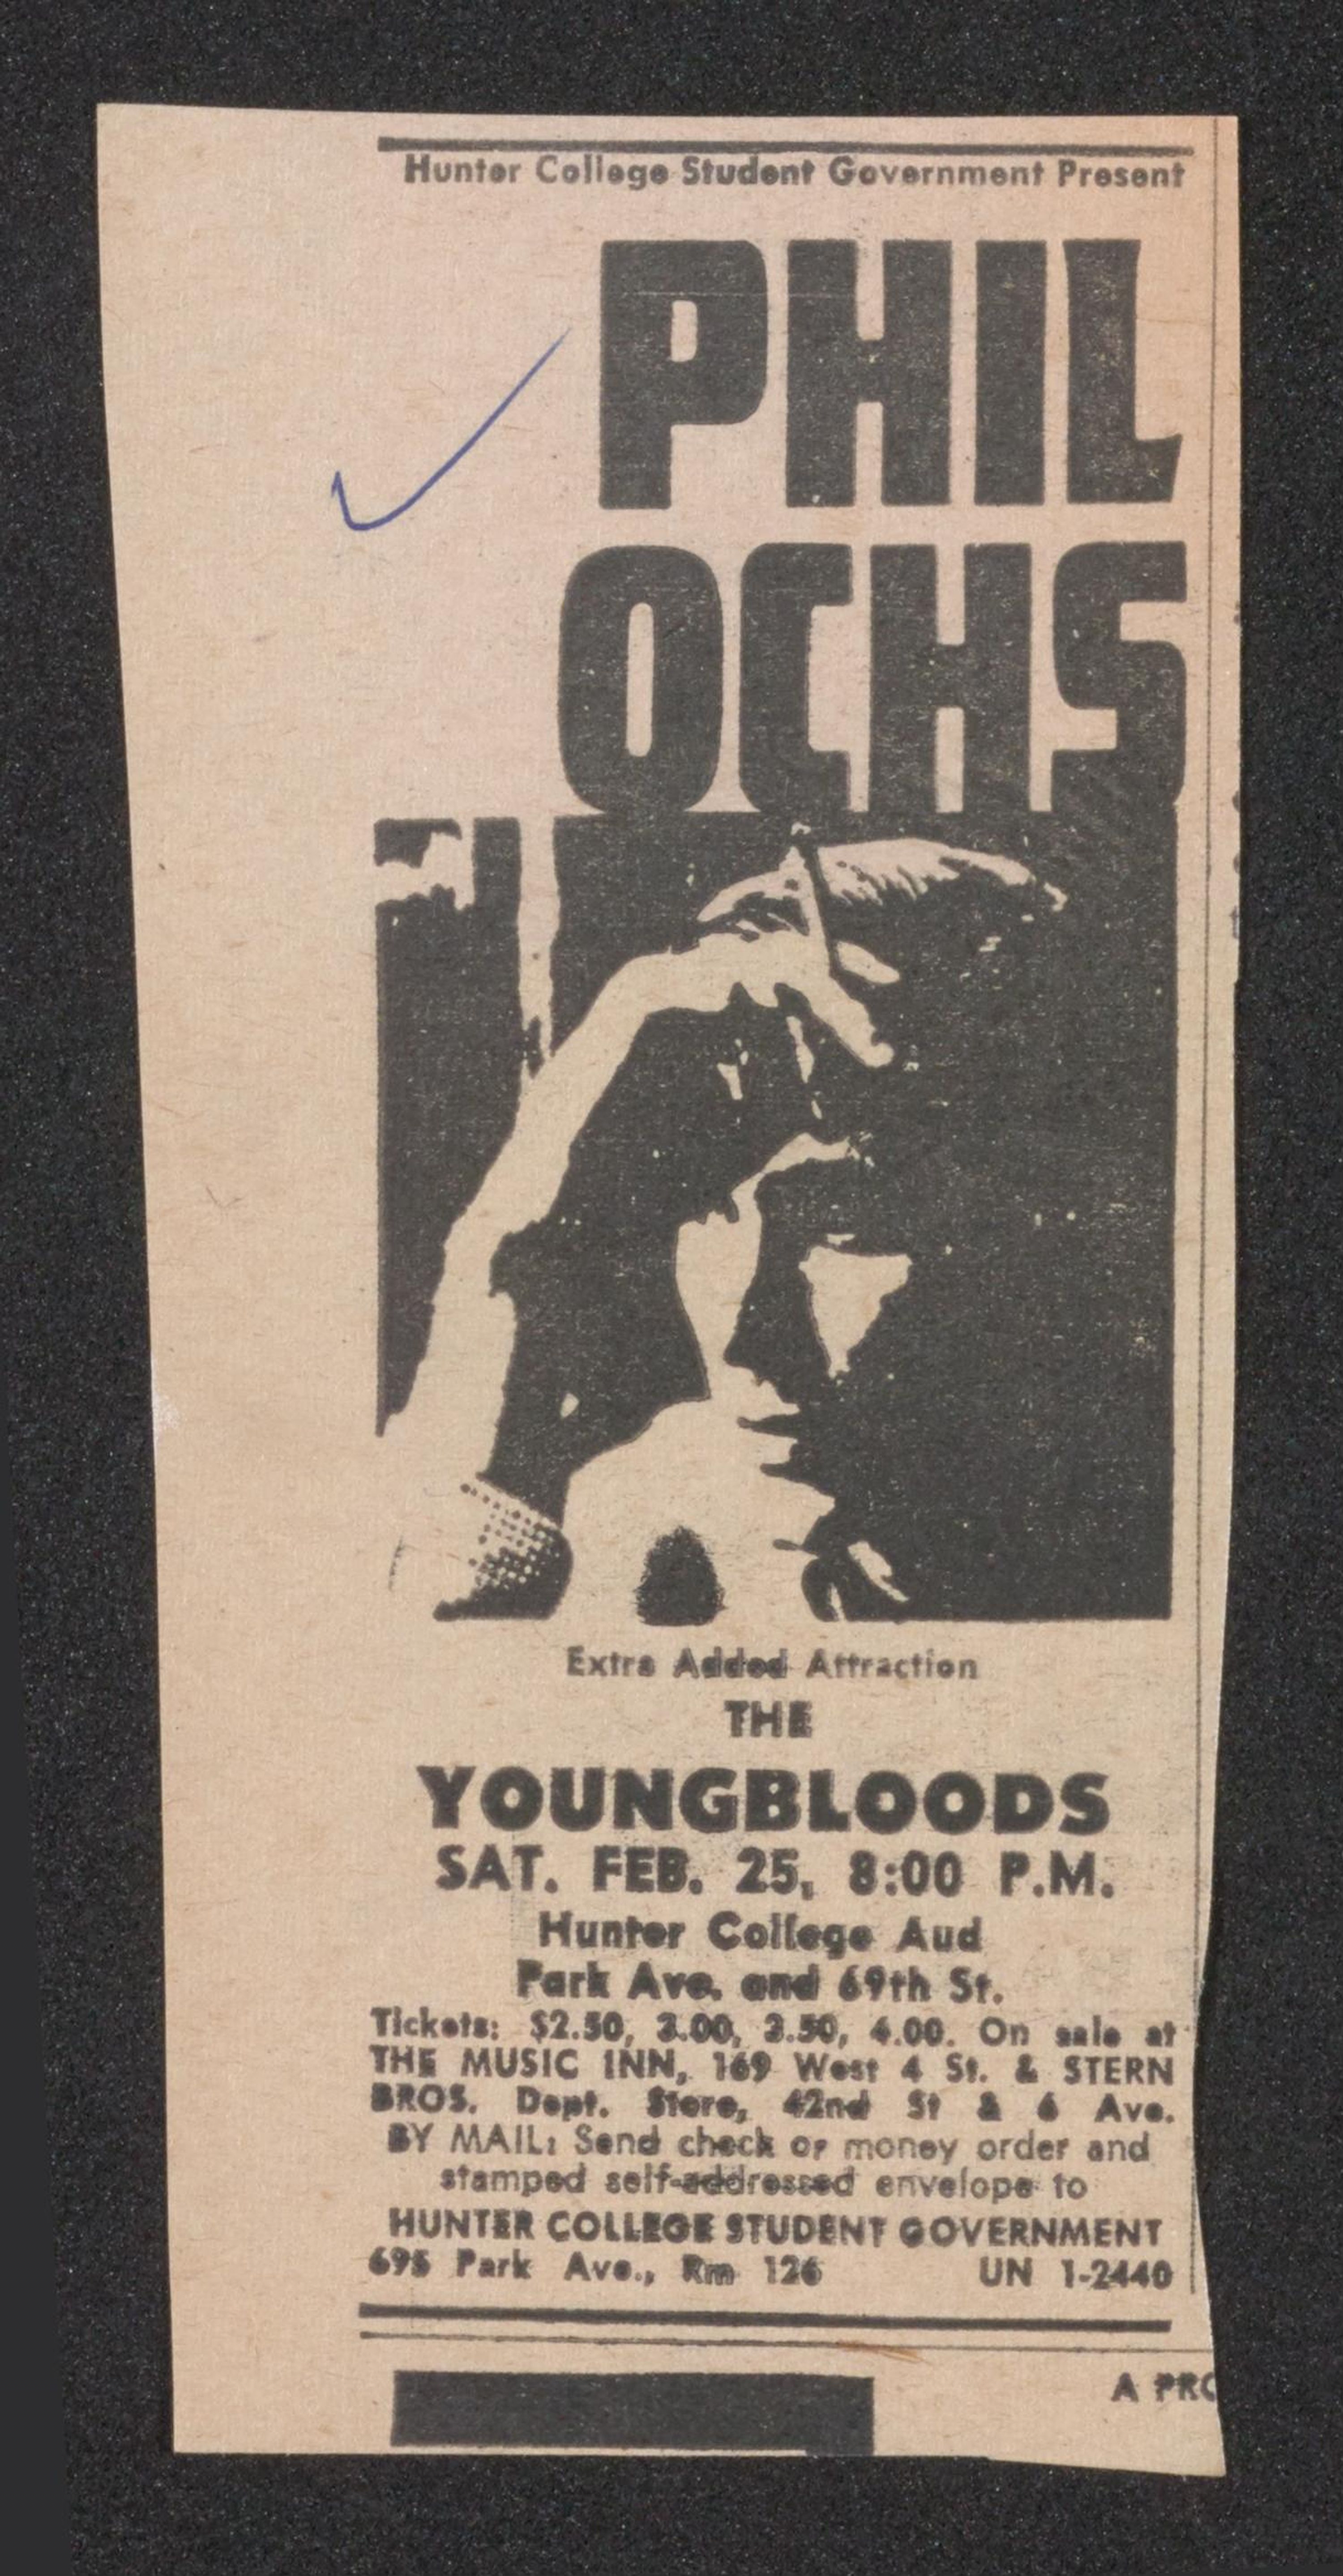 Hunter College Student Government Present
PHIL
OCHS
Extra Added Attraction
THE
YOUNGBLOODS
SAT. FEB. 25, 8:00 P.M.
Hunter College Aud
Park Ave. and 69th St.
Tickets: $2.50, 3.00, 3.50, 4.00. On sale at
THE MUSIC INN, 169 West 4 St. & STERN
BROS. Dept. Store, 42nd St & 6 Ave.
BY MAIL: Send check or money order and
stamped self-addressed envelope to
HUNTER COLLEGE STUDENT GOVERNMENT
695 Park Ave., Rm 126 UN 1-2440
A PRO